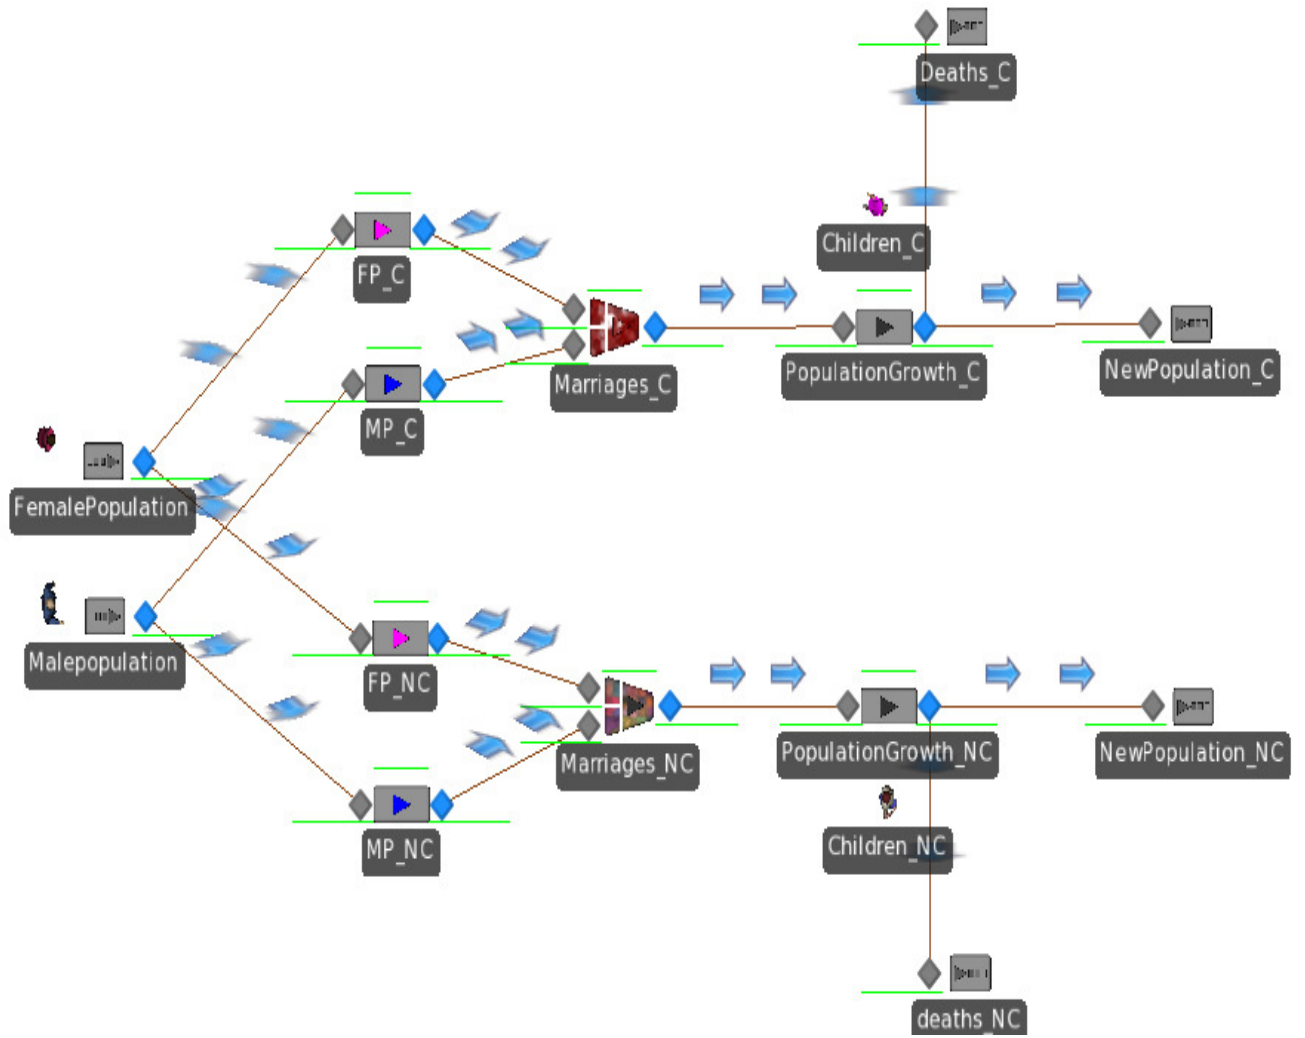 Deaths_C
Children_C
FP_C
Marriages_C
PopulationGrowth_C
NewPopulation_C
MP_C
FemalePopulation
Malepopulation
FP_NC
Marriages_NC
PopulationGrowth_NC
NewPopulation_NC
MP_NC
Children_NC
deaths_NC